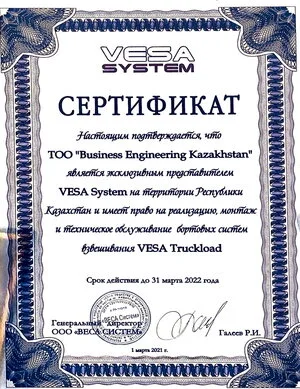 VESA
SYSTEM
СЕРТИФИКАТ
Настоящим подтверждается, что
ТОО "Business Engineering Kazakhstan"
является эксклюзивным представителем
VESA System на территории Республики
Казахстан и имеет право на реализацию, монтаж
и техническое обслуживание бортовых систем
взвешивания VESA Truckload
Срок действия до 31 марта 2022 года
Генеральный директор
ООО «ВЕСА СИСТЕМ»
Галеев Р.И.
1 марта 2021 г.